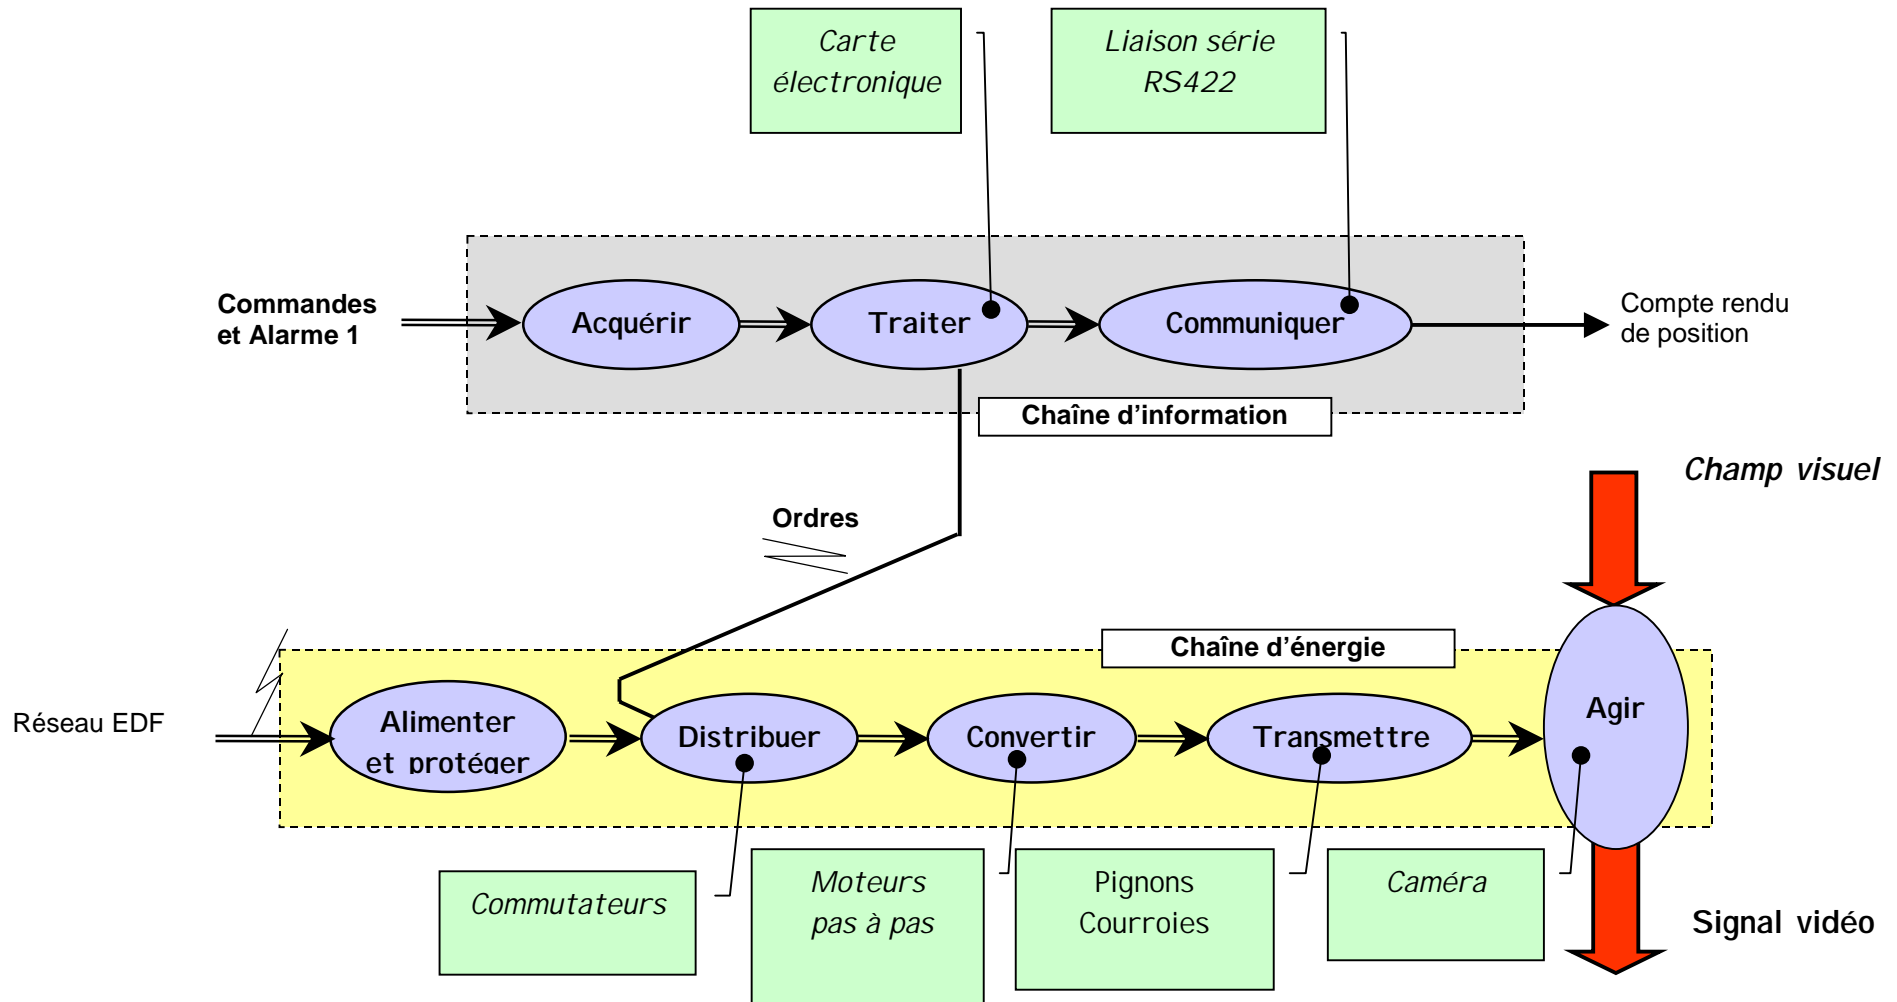 Carte
électronique
Liaison série
RS422
Commandes
et Alarme 1
Acquérir
Traiter
Communiquer
Compte rendu
de position
Chaîne d'information
Champ visuel
Ordres
Chaîne d'énergie
Réseau EDF
Alimenter
et protéger
Distribuer
Convertir
Transmettre
Agir
Commutateurs
Moteurs
pas à pas
Pignons
Courroies
Caméra
Signal vidéo